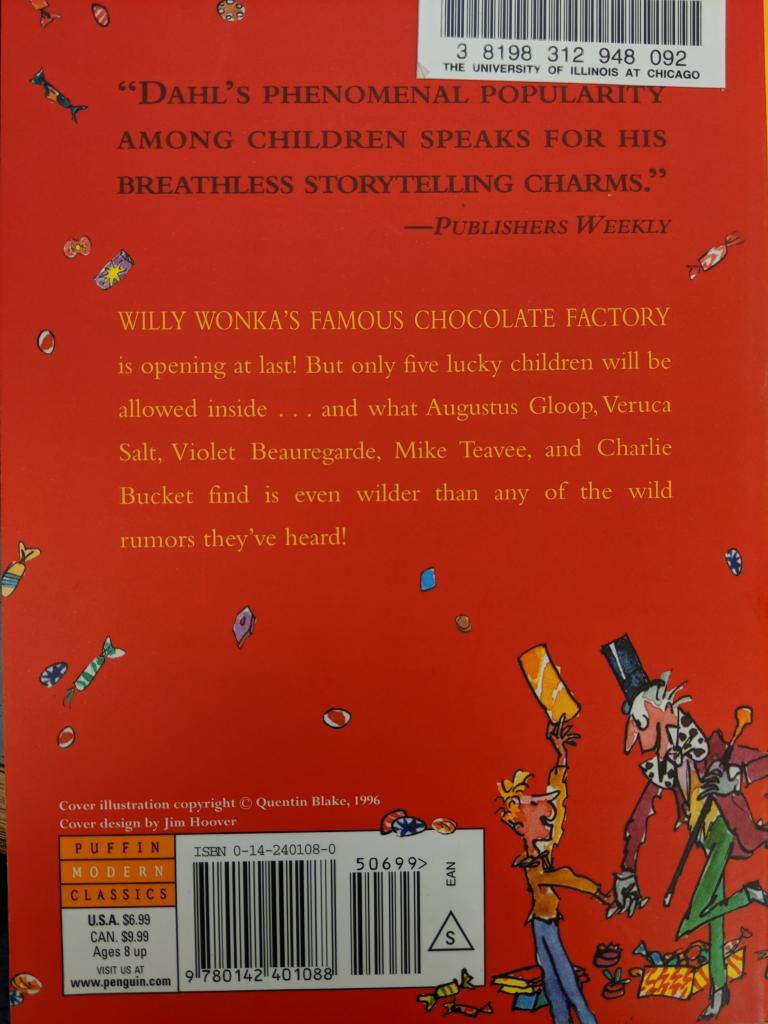 3 8198 312 948 092
THE UNIVERSITY OF ILLINOIS AT CHICAGO
“DAHL’S PHENOMENAL POPULARITY
AMONG CHILDREN SPEAKS FOR HIS
BREATHLESS STORYTELLING CHARMS.”
—PUBLISHERS WEEKLY
WILLY WONKA’S FAMOUS CHOCOLATE FACTORY
is opening at last! But only five lucky children will be
allowed inside . . . and what Augustus Gloop, Veruca
Salt, Violet Beauregarde, Mike Teavee, and Charlie
Bucket find is even wilder than any of the wild
rumors they’ve heard!
Cover illustration copyright © Quentin Blake, 1996
Cover design by Jim Hoover
PUFFIN
MODERN
CLASSICS
U.S.A. $6.99
CAN. $9.99
Ages 8 up
VISIT US AT
www.penguin.com
ISBN 0-14-240108-0
50699>
EAN
S
9 780142 401088